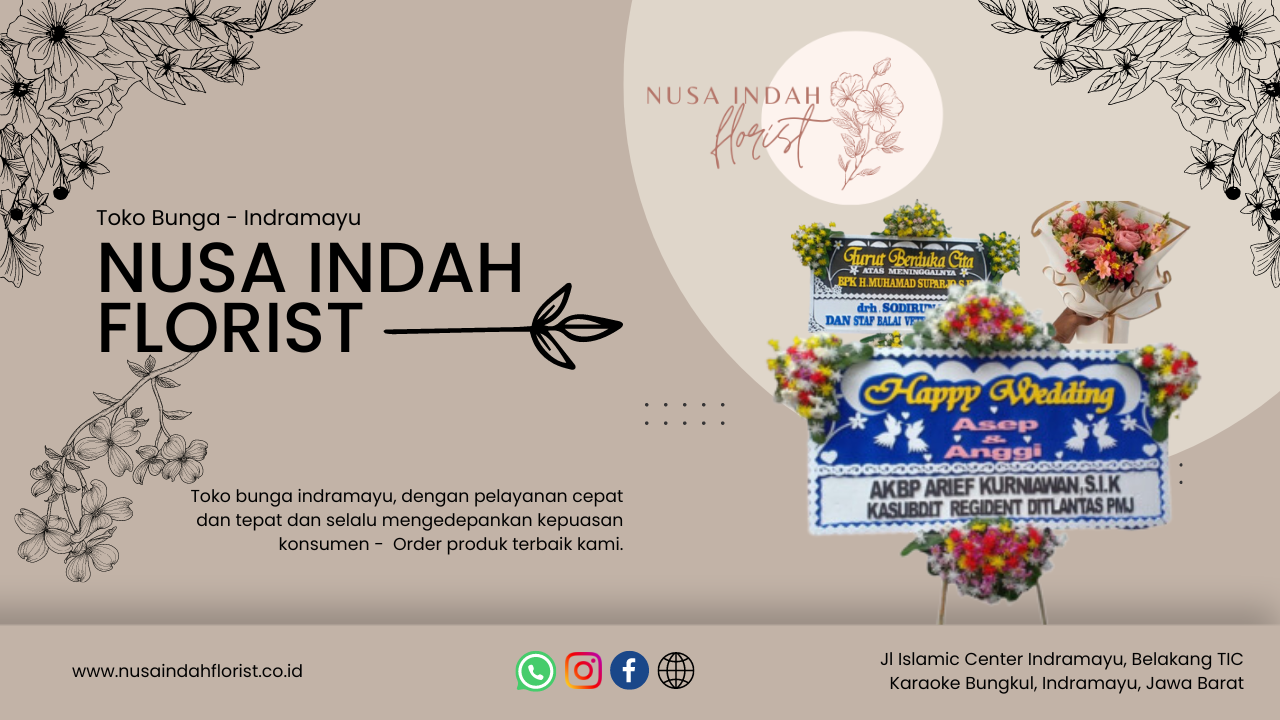 NUSA INDAH
florist
Toko Bunga - Indramayu
NUSA INDAH
FLORIST
Turut Berduka Cita
ATAS MENINGGALNYA
BPK H.MUHAMAD SUPARJO S.H
drh. SODIRUN
DAN STAF BALAI VET
Happy Wedding
Asep
&
Anggi
AKBP ARIEF KURNIAWAN,S.I.K
KASUBDIT REGIDENT DITLANTAS PMJ
Toko bunga indramayu, dengan pelayanan cepat
dan tepat dan selalu mengedepankan kepuasan
konsumen - Order produk terbaik kami.
www.nusaindahflorist.co.id
Jl Islamic Center Indramayu, Belakang TIC
Karaoke Bungkul, Indramayu, Jawa Barat